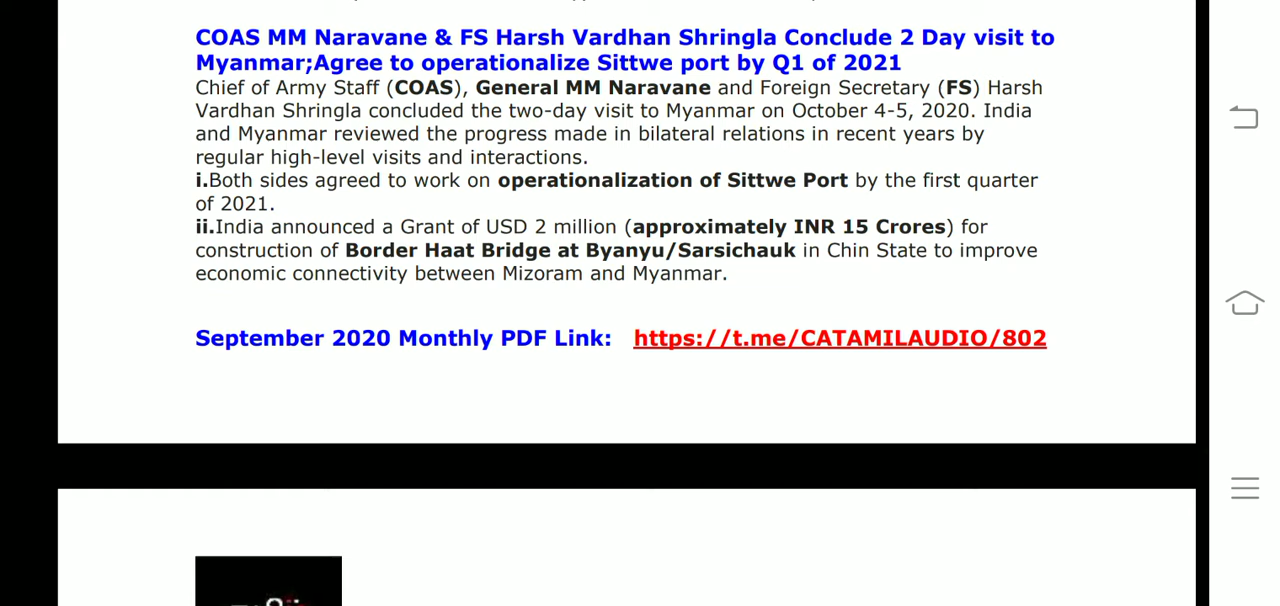 COAS MM Naravane & FS Harsh Vardhan Shringla Conclude 2 Day visit to
Myanmar;Agree to operationalize Sittwe port by Q1 of 2021
Chief of Army Staff (COAS), General MM Naravane and Foreign Secretary (FS) Harsh
Vardhan Shringla concluded the two-day visit to Myanmar on October 4-5, 2020. India
and Myanmar reviewed the progress made in bilateral relations in recent years by
regular high-level visits and interactions.
i.Both sides agreed to work on operationalization of Sittwe Port by the first quarter
of 2021.
ii.India announced a Grant of USD 2 million (approximately INR 15 Crores) for
construction of Border Haat Bridge at Byanyu/Sarsichauk in Chin State to improve
economic connectivity between Mizoram and Myanmar.
September 2020 Monthly PDF Link: https://t.me/CATAMILAUDIO/802